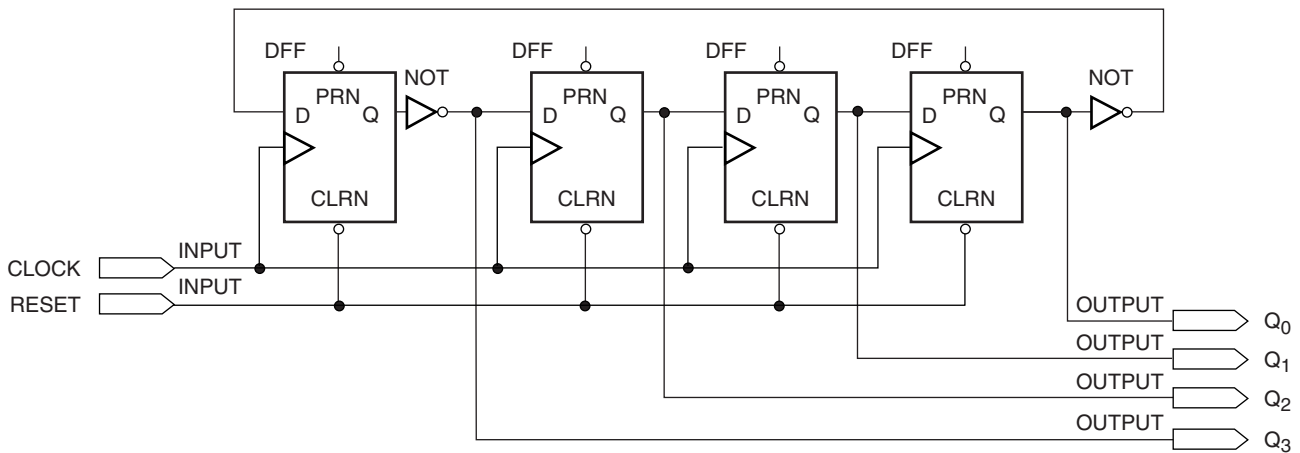 DFF
DFF
DFF
DFF
NOT
NOT
PRN
PRN
PRN
PRN
D
Q
D
Q
D
Q
D
Q
CLRN
CLRN
CLRN
CLRN
CLOCK
INPUT
RESET
INPUT
OUTPUT
Q0
OUTPUT
Q1
OUTPUT
Q2
OUTPUT
Q3